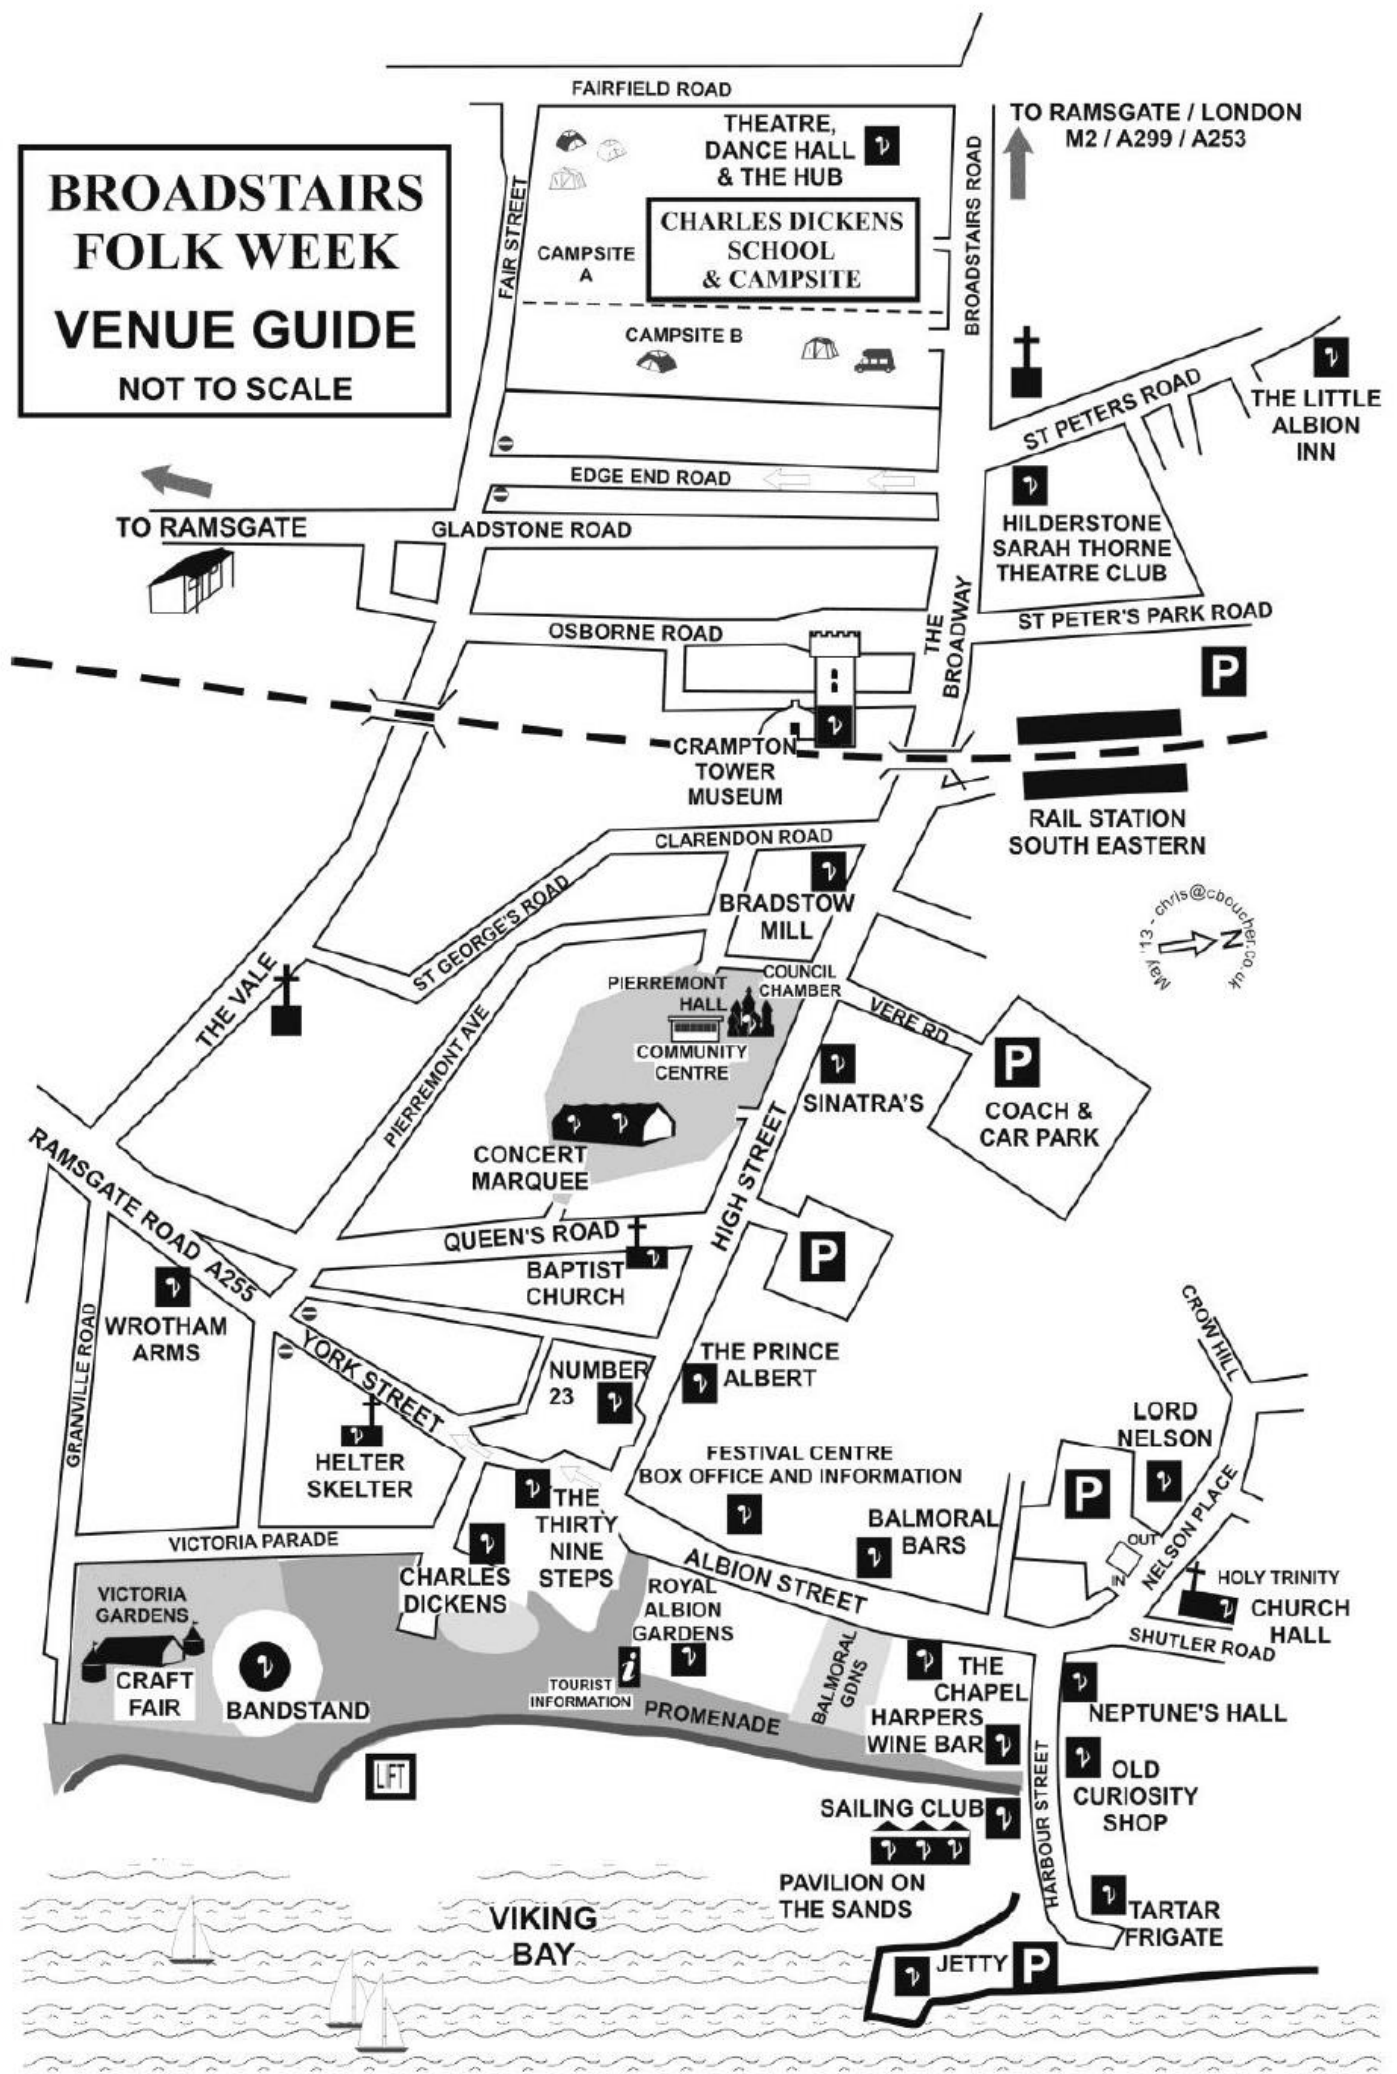 FAIRFIELD ROAD
BROADSTAIRS
FOLK WEEK
VENUE GUIDE
NOT TO SCALE
THEATRE,
DANCE HALL
& THE HUB
CHARLES DICKENS
SCHOOL
& CAMPSITE
TO RAMSGATE / LONDON
M2 / A299 / A253
FAIR STREET
CAMPSITE
A
BROADSTAIRS ROAD
CAMPSITE B
ST PETERS ROAD
THE LITTLE
ALBION
INN
EDGE END ROAD
TO RAMSGATE
GLADSTONE ROAD
HILDERSTONE
SARAH THORNE
THEATRE CLUB
OSBORNE ROAD
THE
BROADWAY
ST PETER'S PARK ROAD
P
CRAMPTON
TOWER
MUSEUM
RAIL STATION
SOUTH EASTERN
CLARENDON ROAD
ST GEORGE'S ROAD
BRADSTOW
MILL
May '13 - chris@cboucher.co.uk
N
THE VALE
PIERREMONT
HALL
COUNCIL
CHAMBER
COMMUNITY
CENTRE
VERE RD
PIERREMONT AVE
SINATRA'S
P
COACH &
CAR PARK
CONCERT
MARQUEE
HIGH STREET
RAMSGATE ROAD A255
QUEEN'S ROAD
P
BAPTIST
CHURCH
WROTHAM
ARMS
GRANVILLE ROAD
YORK STREET
NUMBER
23
THE PRINCE
ALBERT
CROW HILL
HELTER
SKELTER
FESTIVAL CENTRE
BOX OFFICE AND INFORMATION
LORD
NELSON
P
NELSON PLACE
OUT
IN
THE
THIRTY
NINE
STEPS
BALMORAL
BARS
VICTORIA PARADE
ALBION STREET
CHARLES
DICKENS
HOLY TRINITY
CHURCH
HALL
SHUTLER ROAD
VICTORIA
GARDENS
CRAFT
FAIR
BANDSTAND
ROYAL
ALBION
GARDENS
i
TOURIST
INFORMATION
PROMENADE
BALMORAL
GDNS
THE
CHAPEL
HARPERS
WINE BAR
NEPTUNE'S HALL
LIFT
OLD
CURIOSITY
SHOP
SAILING CLUB
HARBOUR STREET
PAVILION ON
THE SANDS
TARTAR
FRIGATE
VIKING
BAY
JETTY
P